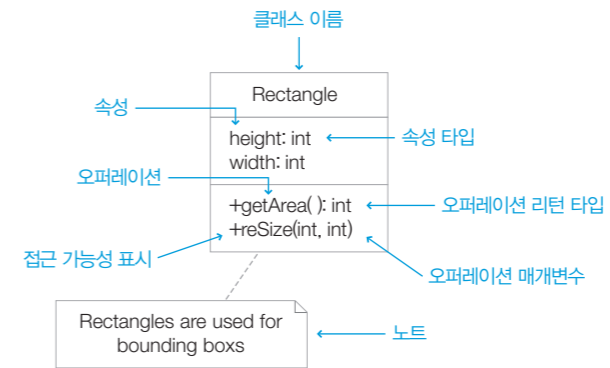 클래스 이름
Rectangle
속성
height: int
속성 타입
width: int
오퍼레이션
+getArea( ): int
오퍼레이션 리턴 타입
+reSize(int, int)
접근 가능성 표시
오퍼레이션 매개변수
Rectangles are used for
bounding boxs
노트